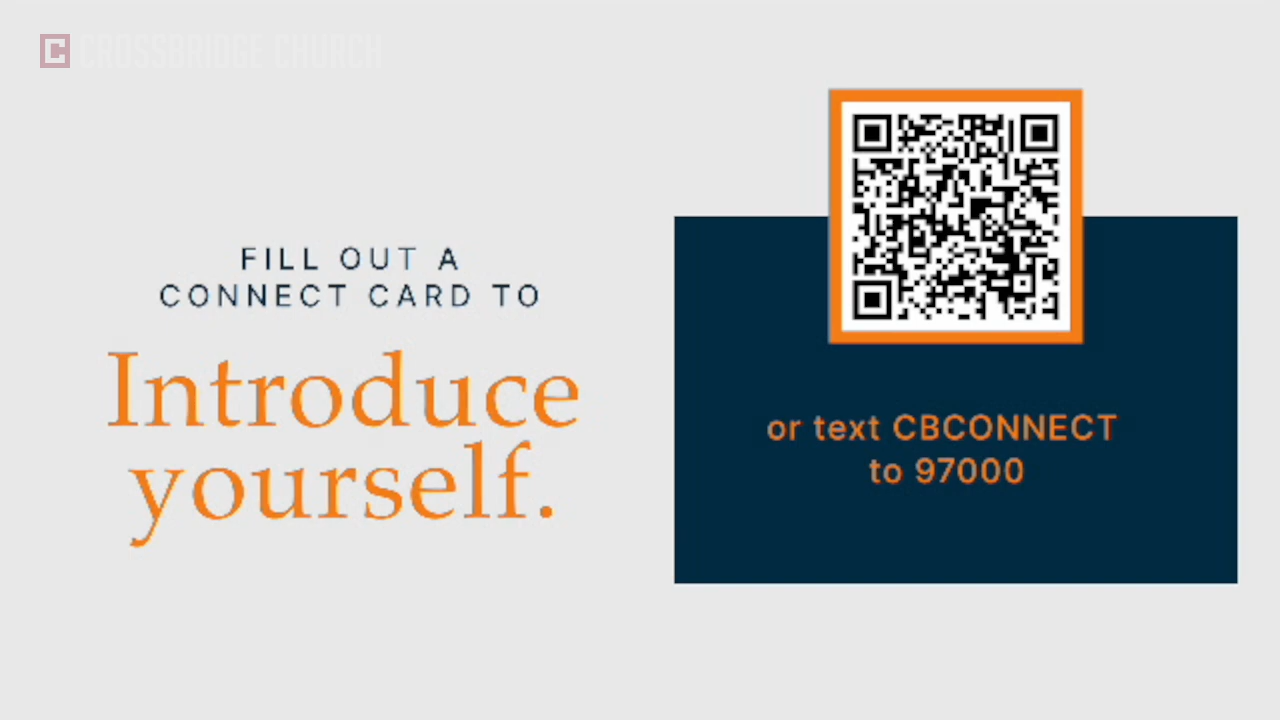 CROSSBRIDGE CHURCH
FILL OUT A
CONNECT CARD TO
Introduce
yourself.
or text CBCONNECT
to 97000